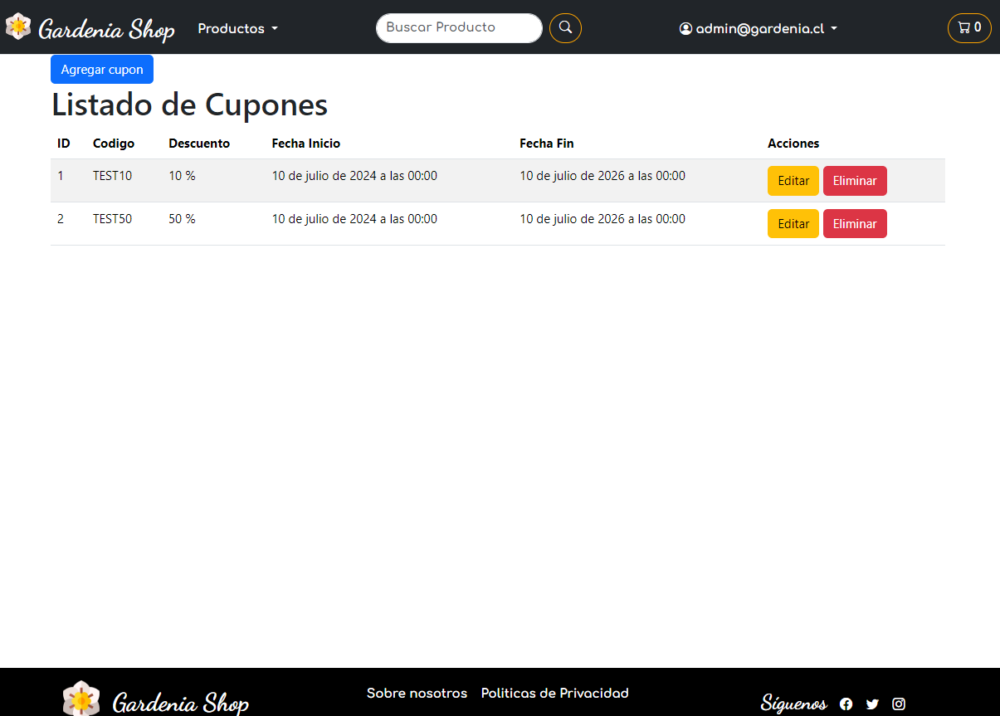 Gardenia Shop Productos Buscar Producto admin@gardenia.cl 0
Agregar cupon
Listado de Cupones
ID Codigo Descuento Fecha Inicio Fecha Fin Acciones
1 TEST10 10 % 10 de julio de 2024 a las 00:00 10 de julio de 2026 a las 00:00 Editar Eliminar
2 TEST50 50 % 10 de julio de 2024 a las 00:00 10 de julio de 2026 a las 00:00 Editar Eliminar
Gardenia Shop Sobre nosotros Politicas de Privacidad Síguenos